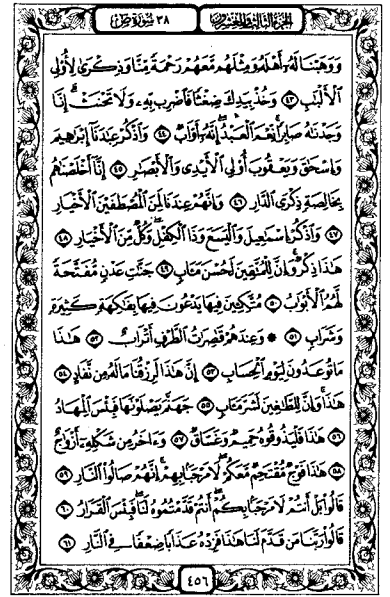 الجزء الثالث والعشرون
٣٨ سورة ص
وَوَهَبْنَا لَهُۥٓ أَهْلَهُۥ وَمِثْلَهُم مَّعَهُمْ رَحْمَةً مِّنَّا وَذِكْرَىٰ لِأُو۟لِى
ٱلْأَلْبَٰبِ ٤٣ وَخُذْ بِيَدِكَ ضِغْثًا فَٱضْرِب بِّهِۦ وَلَا تَحْنَثْ إِنَّا
وَجَدْنَٰهُ صَابِرًا نِّعْمَ ٱلْعَبْدُ إِنَّهُۥٓ أَوَّابٌ ٤٤ وَٱذْكُرْ عِبَٰدَنَآ إِبْرَٰهِيمَ
وَإِسْحَٰقَ وَيَعْقُوبَ أُو۟لِى ٱلْأَيْدِى وَٱلْأَبْصَٰرِ ٤٥ إِنَّآ أَخْلَصْنَٰهُم
بِخَالِصَةٍ ذِكْرَى ٱلدَّارِ ٤٦ وَإِنَّهُمْ عِندَنَا لَمِنَ ٱلْمُصْطَفَيْنَ ٱلْأَخْيَارِ
٤٧ وَٱذْكُرْ إِسْمَٰعِيلَ وَٱلْيَسَعَ وَذَا ٱلْكِفْلِ وَكُلٌّ مِّنَ ٱلْأَخْيَارِ ٤٨
هَٰذَا ذِكْرٌ وَإِنَّ لِلْمُتَّقِينَ لَحُسْنَ مَـَٔابٍ ٤٩ جَنَّٰتِ عَدْنٍ مُّفَتَّحَةً
لَّهُمُ ٱلْأَبْوَٰبُ ٥٠ مُتَّكِـِٔينَ فِيهَا يَدْعُونَ فِيهَا بِفَٰكِهَةٍ كَثِيرَةٍ
وَشَرَابٍ ٥١ ۞ وَعِندَهُمْ قَٰصِرَٰتُ ٱلطَّرْفِ أَتْرَابٌ ٥٢ هَٰذَا
مَا تُوعَدُونَ لِيَوْمِ ٱلْحِسَابِ ٥٣ إِنَّ هَٰذَا لَرِزْقُنَا مَا لَهُۥ مِن نَّفَادٍ ٥٤
هَٰذَا وَإِنَّ لِلطَّٰغِينَ لَشَرَّ مَـَٔابٍ ٥٥ جَهَنَّمَ يَصْلَوْنَهَا فَبِئْسَ ٱلْمِهَادُ
٥٦ هَٰذَا فَلْيَذُوقُوهُ حَمِيمٌ وَغَسَّاقٌ ٥٧ وَءَاخَرُ مِن شَكْلِهِۦٓ أَزْوَٰجٌ
٥٨ هَٰذَا فَوْجٌ مُّقْتَحِمٌ مَّعَكُمْ لَا مَرْحَبًۢا بِهِمْ إِنَّهُمْ صَالُوا۟ ٱلنَّارِ ٥٩
قَالُوا۟ بَلْ أَنتُمْ لَا مَرْحَبًۢا بِكُمْ أَنتُمْ قَدَّمْتُمُوهُ لَنَا فَبِئْسَ ٱلْقَرَارُ ٦٠
قَالُوا۟ رَبَّنَا مَن قَدَّمَ لَنَا هَٰذَا فَزِدْهُ عَذَابًا ضِعْفًا فِى ٱلنَّارِ ٦١
٤٥٦